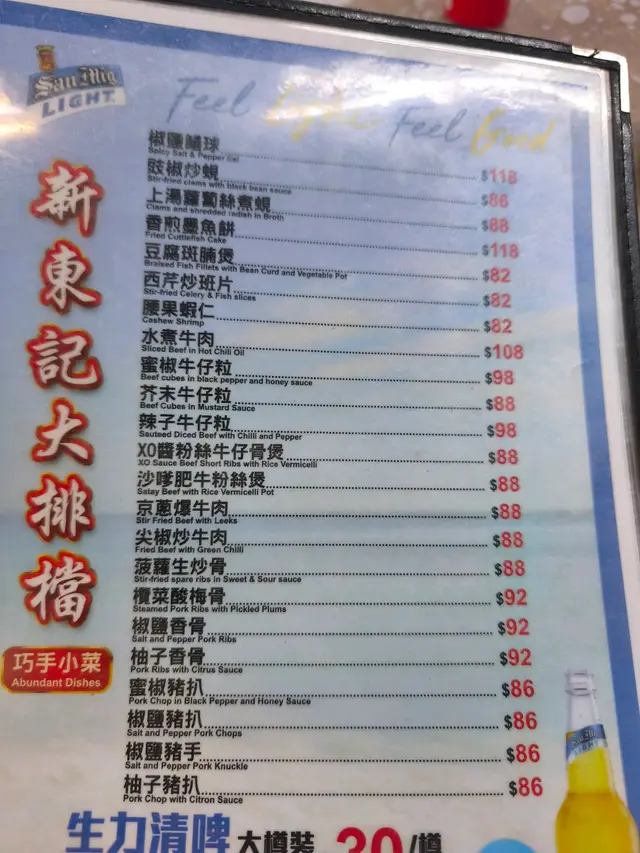 San Mig
LIGHT
Feel Light Feel Good
新東記大排檔
巧手小菜
Abundant Dishes
椒鹽鱔球 $118
Spicy Salt & Pepper Eel
豉椒炒蜆 $86
Stir-fried clams with black bean sauce
上湯蘿蔔絲煮蜆 $88
Clams and shredded radish in Broth
香煎墨魚餅 $118
Fried Cuttlefish Cake
豆腐斑腩煲 $82
Braised Fish Fillets with Bean Curd and Vegetable Pot
西芹炒班片 $82
Stir-fried Celery & Fish slices
腰果蝦仁 $82
Cashew Shrimp
水煮牛肉 $108
Sliced Beef in Hot Chili Oil
蜜椒牛仔粒 $98
Beef cubes in black pepper and honey sauce
芥末牛仔粒 $88
Beef Cubes in Mustard Sauce
辣子牛仔粒 $98
Sauteed Diced Beef with Chilli and Pepper
XO醬粉絲牛仔骨煲 $88
XO Sauce Beef Short Ribs with Rice Vermicelli
沙嗲肥牛粉絲煲 $88
Satay Beef with Rice Vermicelli Pot
京蔥爆牛肉 $88
Stir Fried Beef with Leeks
尖椒炒牛肉 $88
Fried Beef with Green Chilli
菠蘿生炒骨 $88
Stir-fried spare ribs in Sweet & Sour sauce
欖菜酸梅骨 $92
Steamed Pork Ribs with Pickled Plums
椒鹽香骨 $92
Salt and Pepper Pork Ribs
柚子香骨 $92
Pork Ribs with Citrus Sauce
蜜椒豬扒 $86
Pork Chop in Black Pepper and Honey Sauce
椒鹽豬扒 $86
Salt and Pepper Pork Chops
椒鹽豬手 $86
Salt and Pepper Pork Knuckle
柚子豬扒 $86
Pork Chop with Citron Sauce
San Mig
LIGHT
生力清啤 大樽裝 20/樽